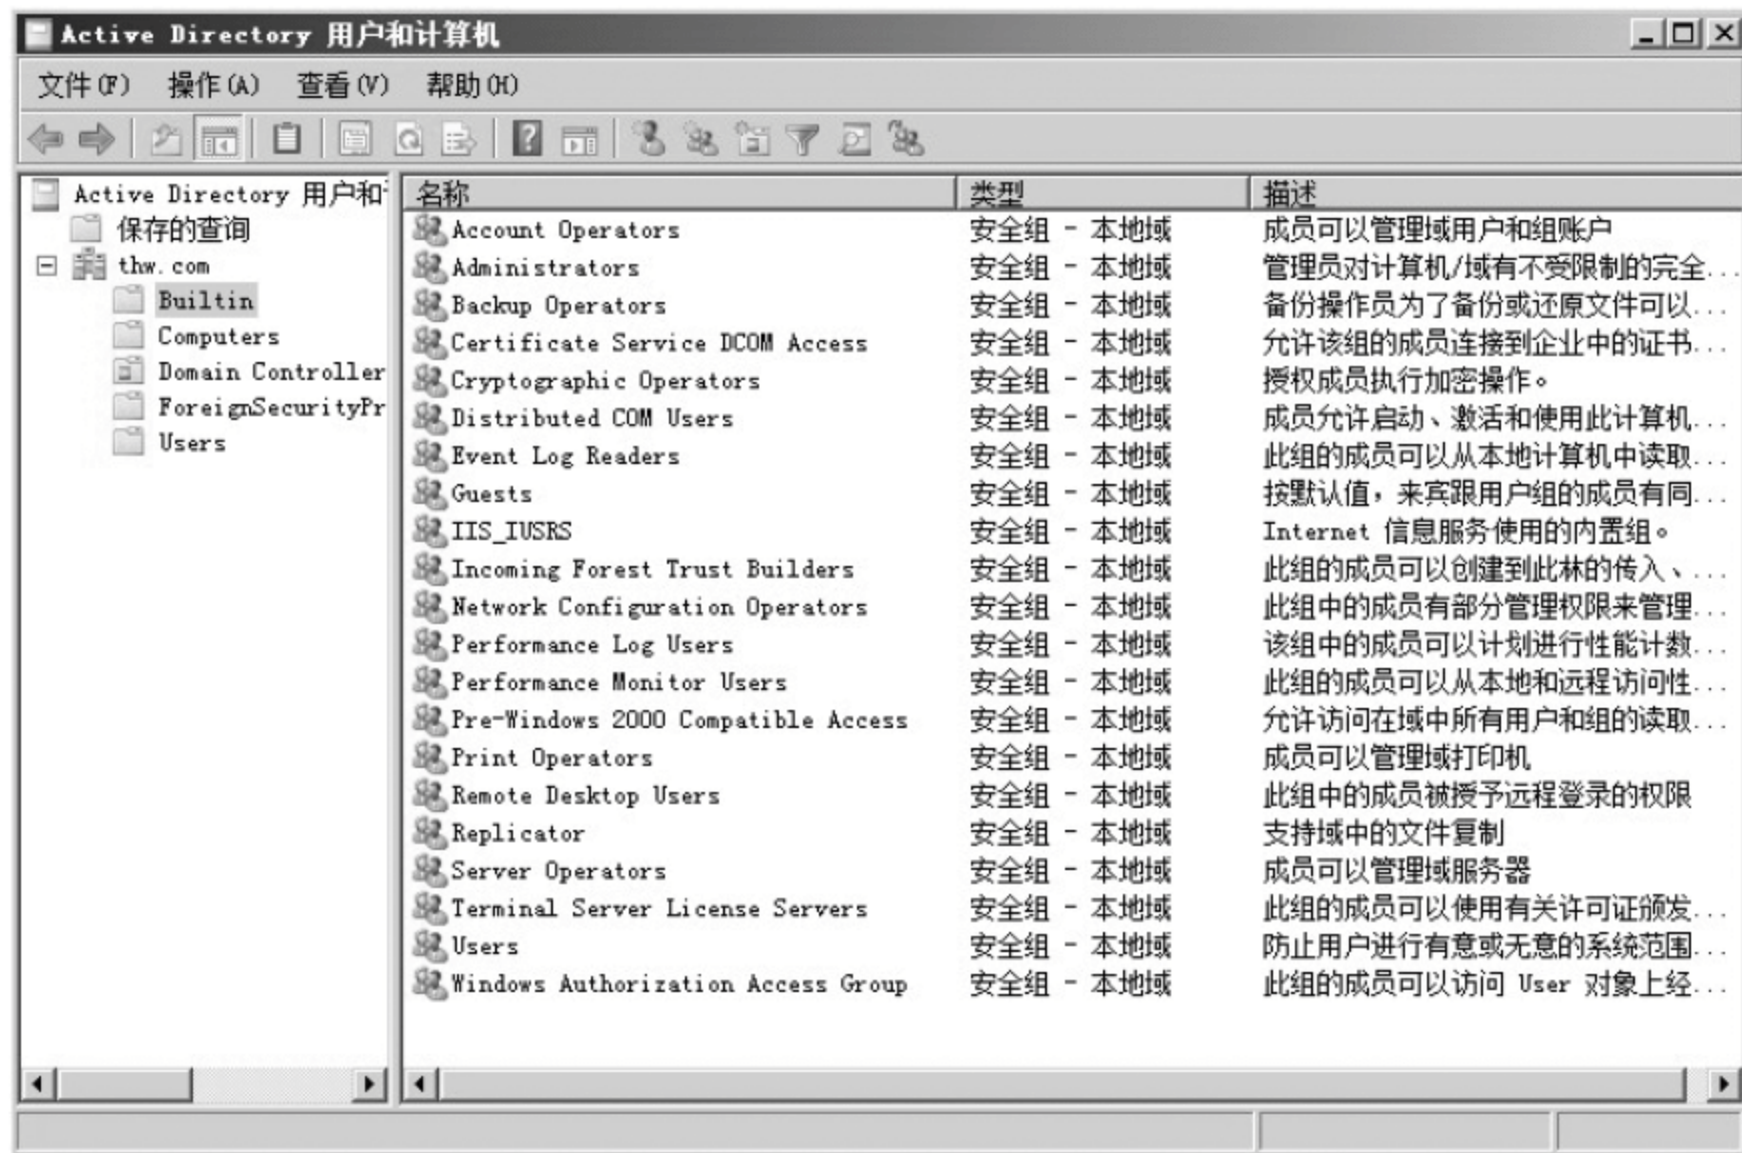 Active Directory 用户和计算机
文件(F) 操作(A) 查看(V) 帮助(H)
Active Directory 用户和
保存的查询
thw.com
Builtin
Computers
Domain Controller
ForeignSecurityPr
Users
名称 类型 描述
Account Operators 安全组 - 本地域 成员可以管理域用户和组账户
Administrators 安全组 - 本地域 管理员对计算机/域有不受限制的完全...
Backup Operators 安全组 - 本地域 备份操作员为了备份或还原文件可以...
Certificate Service DCOM Access 安全组 - 本地域 允许该组的成员连接到企业中的证书...
Cryptographic Operators 安全组 - 本地域 授权成员执行加密操作。
Distributed COM Users 安全组 - 本地域 成员允许启动、激活和使用此计算机...
Event Log Readers 安全组 - 本地域 此组的成员可以从本地计算机中读取...
Guests 安全组 - 本地域 按默认值，来宾跟用户组的成员有同...
IIS_IUSRS 安全组 - 本地域 Internet 信息服务使用的内置组。
Incoming Forest Trust Builders 安全组 - 本地域 此组的成员可以创建到此林的传入、...
Network Configuration Operators 安全组 - 本地域 此组中的成员有部分管理权限来管理...
Performance Log Users 安全组 - 本地域 该组中的成员可以计划进行性能计数...
Performance Monitor Users 安全组 - 本地域 此组的成员可以从本地和远程访问性...
Pre-Windows 2000 Compatible Access 安全组 - 本地域 允许访问在域中所有用户和组的读取...
Print Operators 安全组 - 本地域 成员可以管理域打印机
Remote Desktop Users 安全组 - 本地域 此组中的成员被授予远程登录的权限
Replicator 安全组 - 本地域 支持域中的文件复制
Server Operators 安全组 - 本地域 成员可以管理域服务器
Terminal Server License Servers 安全组 - 本地域 此组的成员可以使用有关许可证颁发...
Users 安全组 - 本地域 防止用户进行有意或无意的系统范围...
Windows Authorization Access Group 安全组 - 本地域 此组的成员可以访问 User 对象上经...